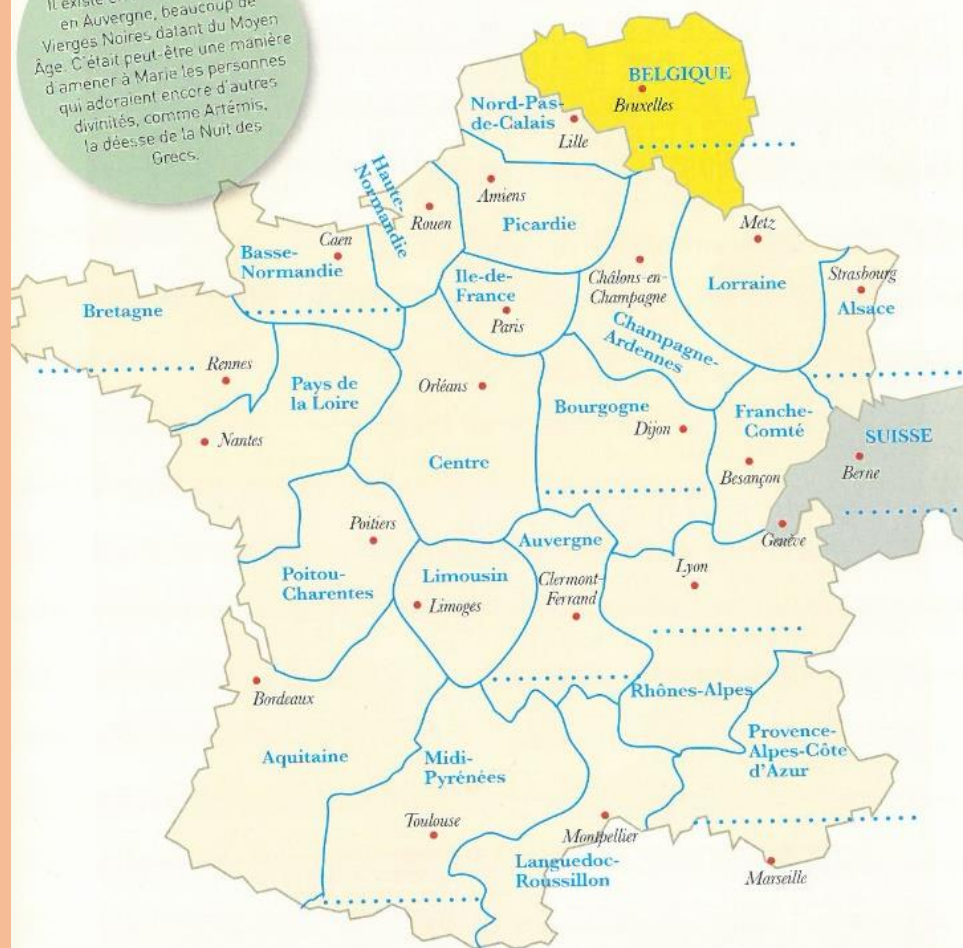 Il existe
en Auvergne, beaucoup de
Vierges Noires datant du Moyen
Âge. C'était peut-être une manière
d'amener à Marie les personnes
qui adoraient encore d'autres
divinités, comme Artémis,
la déesse de la Nuit des
Grecs.
BELGIQUE
Bruxelles
Nord-Pas-
de-Calais
Lille
Haute-
Normandie
Amiens
Rouen
Picardie
Metz
Caen
Basse-
Normandie
Ile-de-
France
Paris
Châlons-en-
Champagne
Lorraine
Strasbourg
Alsace
Bretagne
Champagne-
Ardennes
Rennes
Pays de
la Loire
Orléans
Bourgogne
Dijon
Franche-
Comté
SUISSE
Nantes
Centre
Besançon
Berne
Poitiers
Auvergne
Genève
Poitou-
Charentes
Limousin
Limoges
Clermont-
Ferrand
Lyon
Bordeaux
Rhônes-Alpes
Aquitaine
Midi-
Pyrénées
Provence-
Alpes-Côte
d'Azur
Toulouse
Montpellier
Languedoc-
Roussillon
Marseille